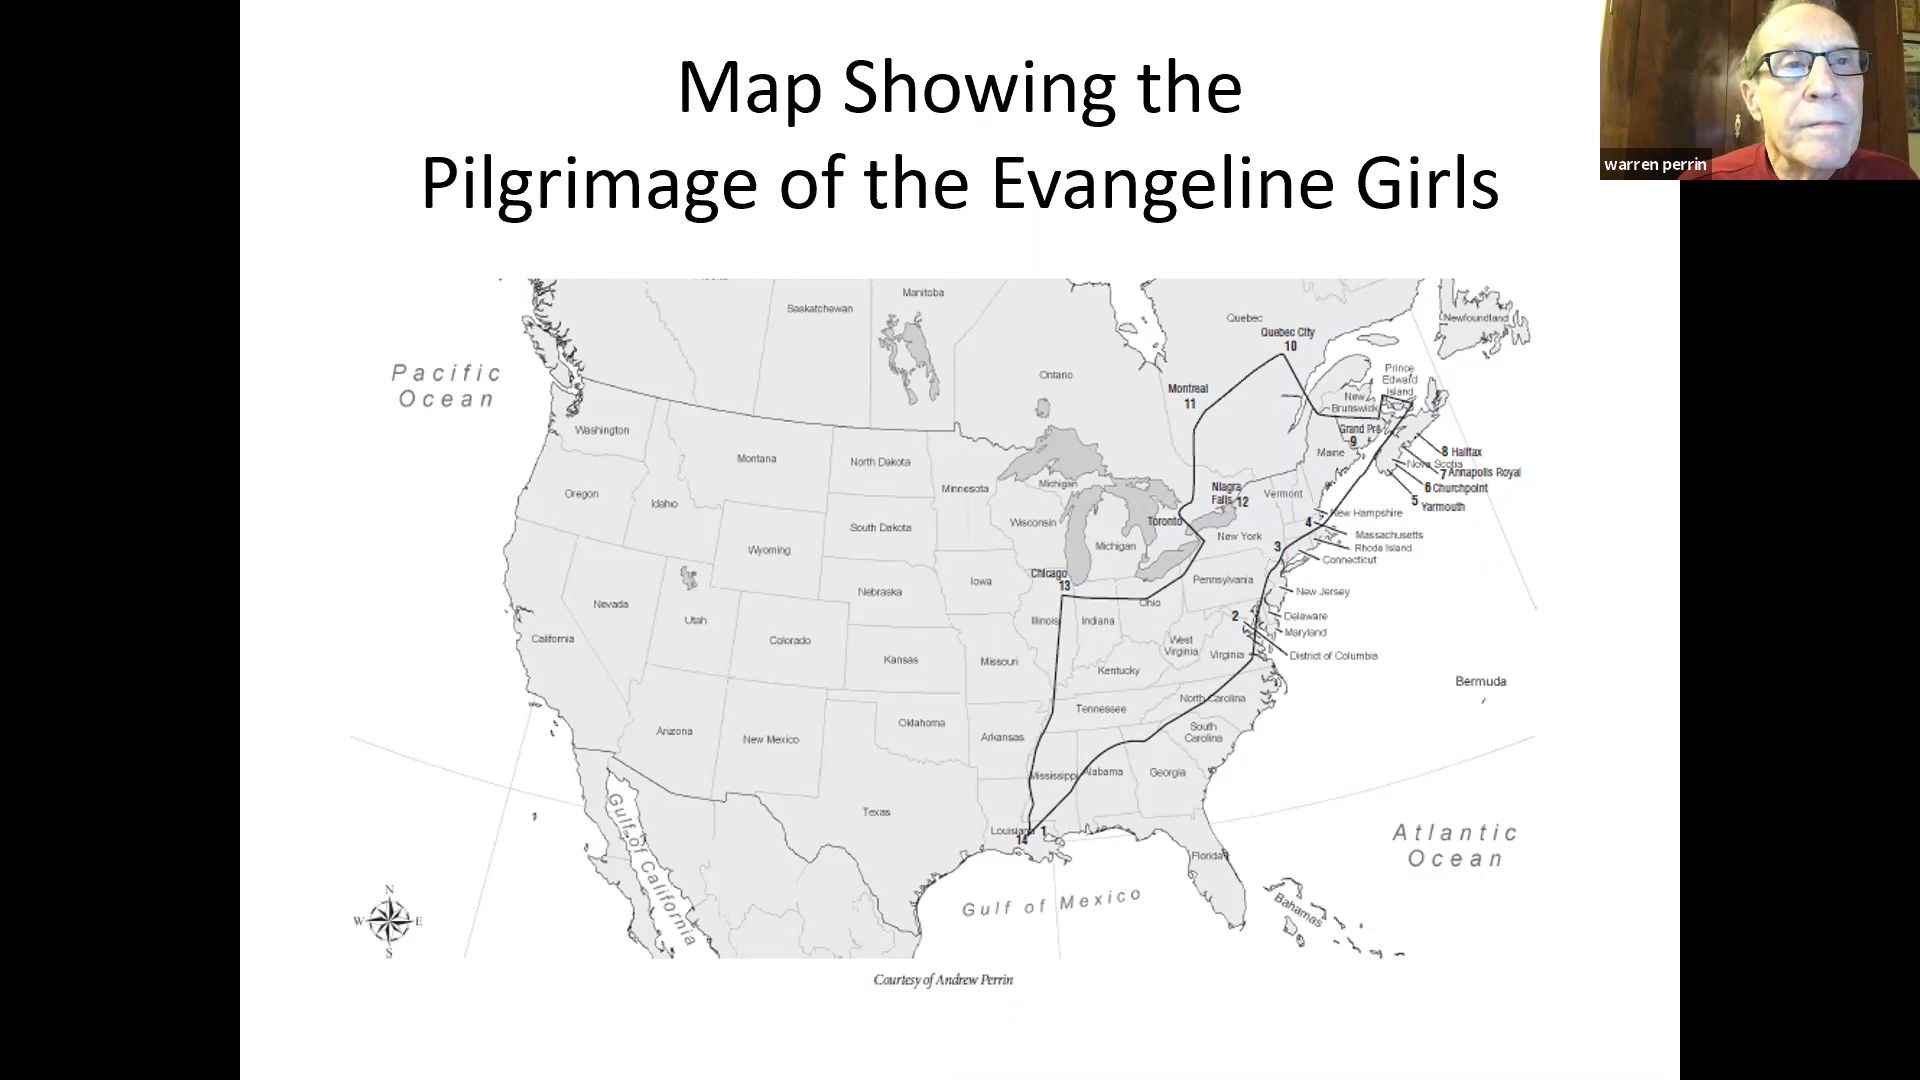 Map Showing the
Pilgrimage of the Evangeline Girls
warren perrin
Manitoba
Saskatchewan
Quebec
Newfoundland
Quebec City
10
Pacific
Ocean
Ontario
Prince
Edward
Island
Montreal
11
New
Brunswick
Washington
Grand Pré
9
Maine
8 Halifax
Nova Scotia
7 Annapolis Royal
6 Churchpoint
5 Yarmouth
Montana
North Dakota
Minnesota
Michigan
Niagra
Falls 12
Vermont
Oregon
Idaho
South Dakota
Wisconsin
Toronto
4
New Hampshire
Massachusetts
Rhode Island
Connecticut
Wyoming
Michigan
New York
3
Chicago
13
Iowa
Nebraska
Pennsylvania
New Jersey
Nevada
Utah
Ohio
Illinois
Indiana
2
Delaware
Maryland
District of Columbia
California
Colorado
Kansas
Missouri
West
Virginia
Virginia
Kentucky
Bermuda
Tennessee
North Carolina
Arizona
New Mexico
Oklahoma
Arkansas
South
Carolina
Mississippi
Alabama
Georgia
Texas
Louisiana
1
14
Florida
Atlantic
Ocean
Gulf of California
Gulf of Mexico
Bahamas
N
W
E
S
Courtesy of Andrew Perrin